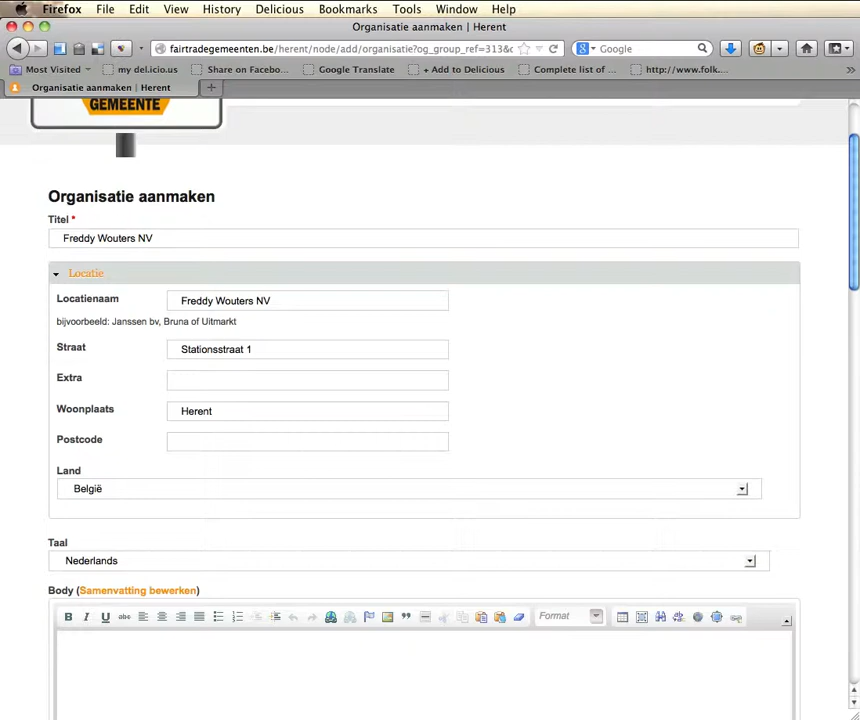 Firefox File Edit View History Delicious Bookmarks Tools Window Help
Organisatie aanmaken | Herent
fairtradegemeenten.be/herent/node/add/organisatie?og_group_ref=313&c Google
Most Visited my del.icio.us Share on Facebo... Google Translate + Add to Delicious Complete list of ... http://www.folk...
Organisatie aanmaken | Herent
GEMEENTE
Organisatie aanmaken
Titel *
Freddy Wouters NV
Locatie
Locatienaam Freddy Wouters NV
bijvoorbeeld: Janssen bv, Bruna of Uitmarkt
Straat Stationsstraat 1
Extra
Woonplaats Herent
Postcode
Land
België
Taal
Nederlands
Body (Samenvatting bewerken)
B I U abc Format